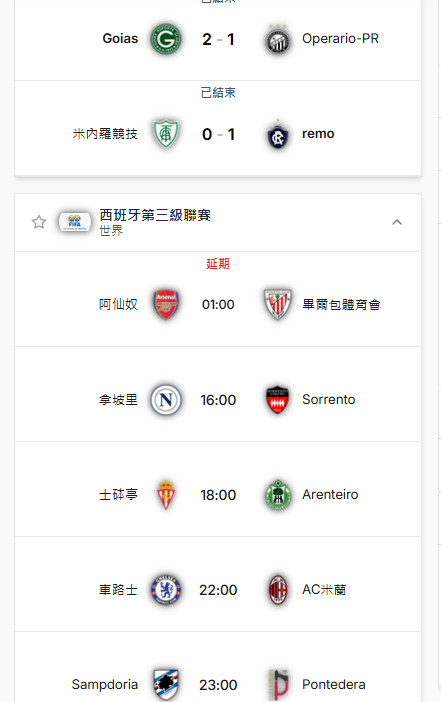 已結束
Goias 2 - 1 Operario-PR
已結束
米內羅競技 0 - 1 remo
西班牙第三級聯賽
世界
延期
阿仙奴 01:00 畢爾包體育會
拿坡里 16:00 Sorrento
士砵亭 18:00 Arenteiro
車路士 22:00 AC米蘭
Sampdoria 23:00 Pontedera